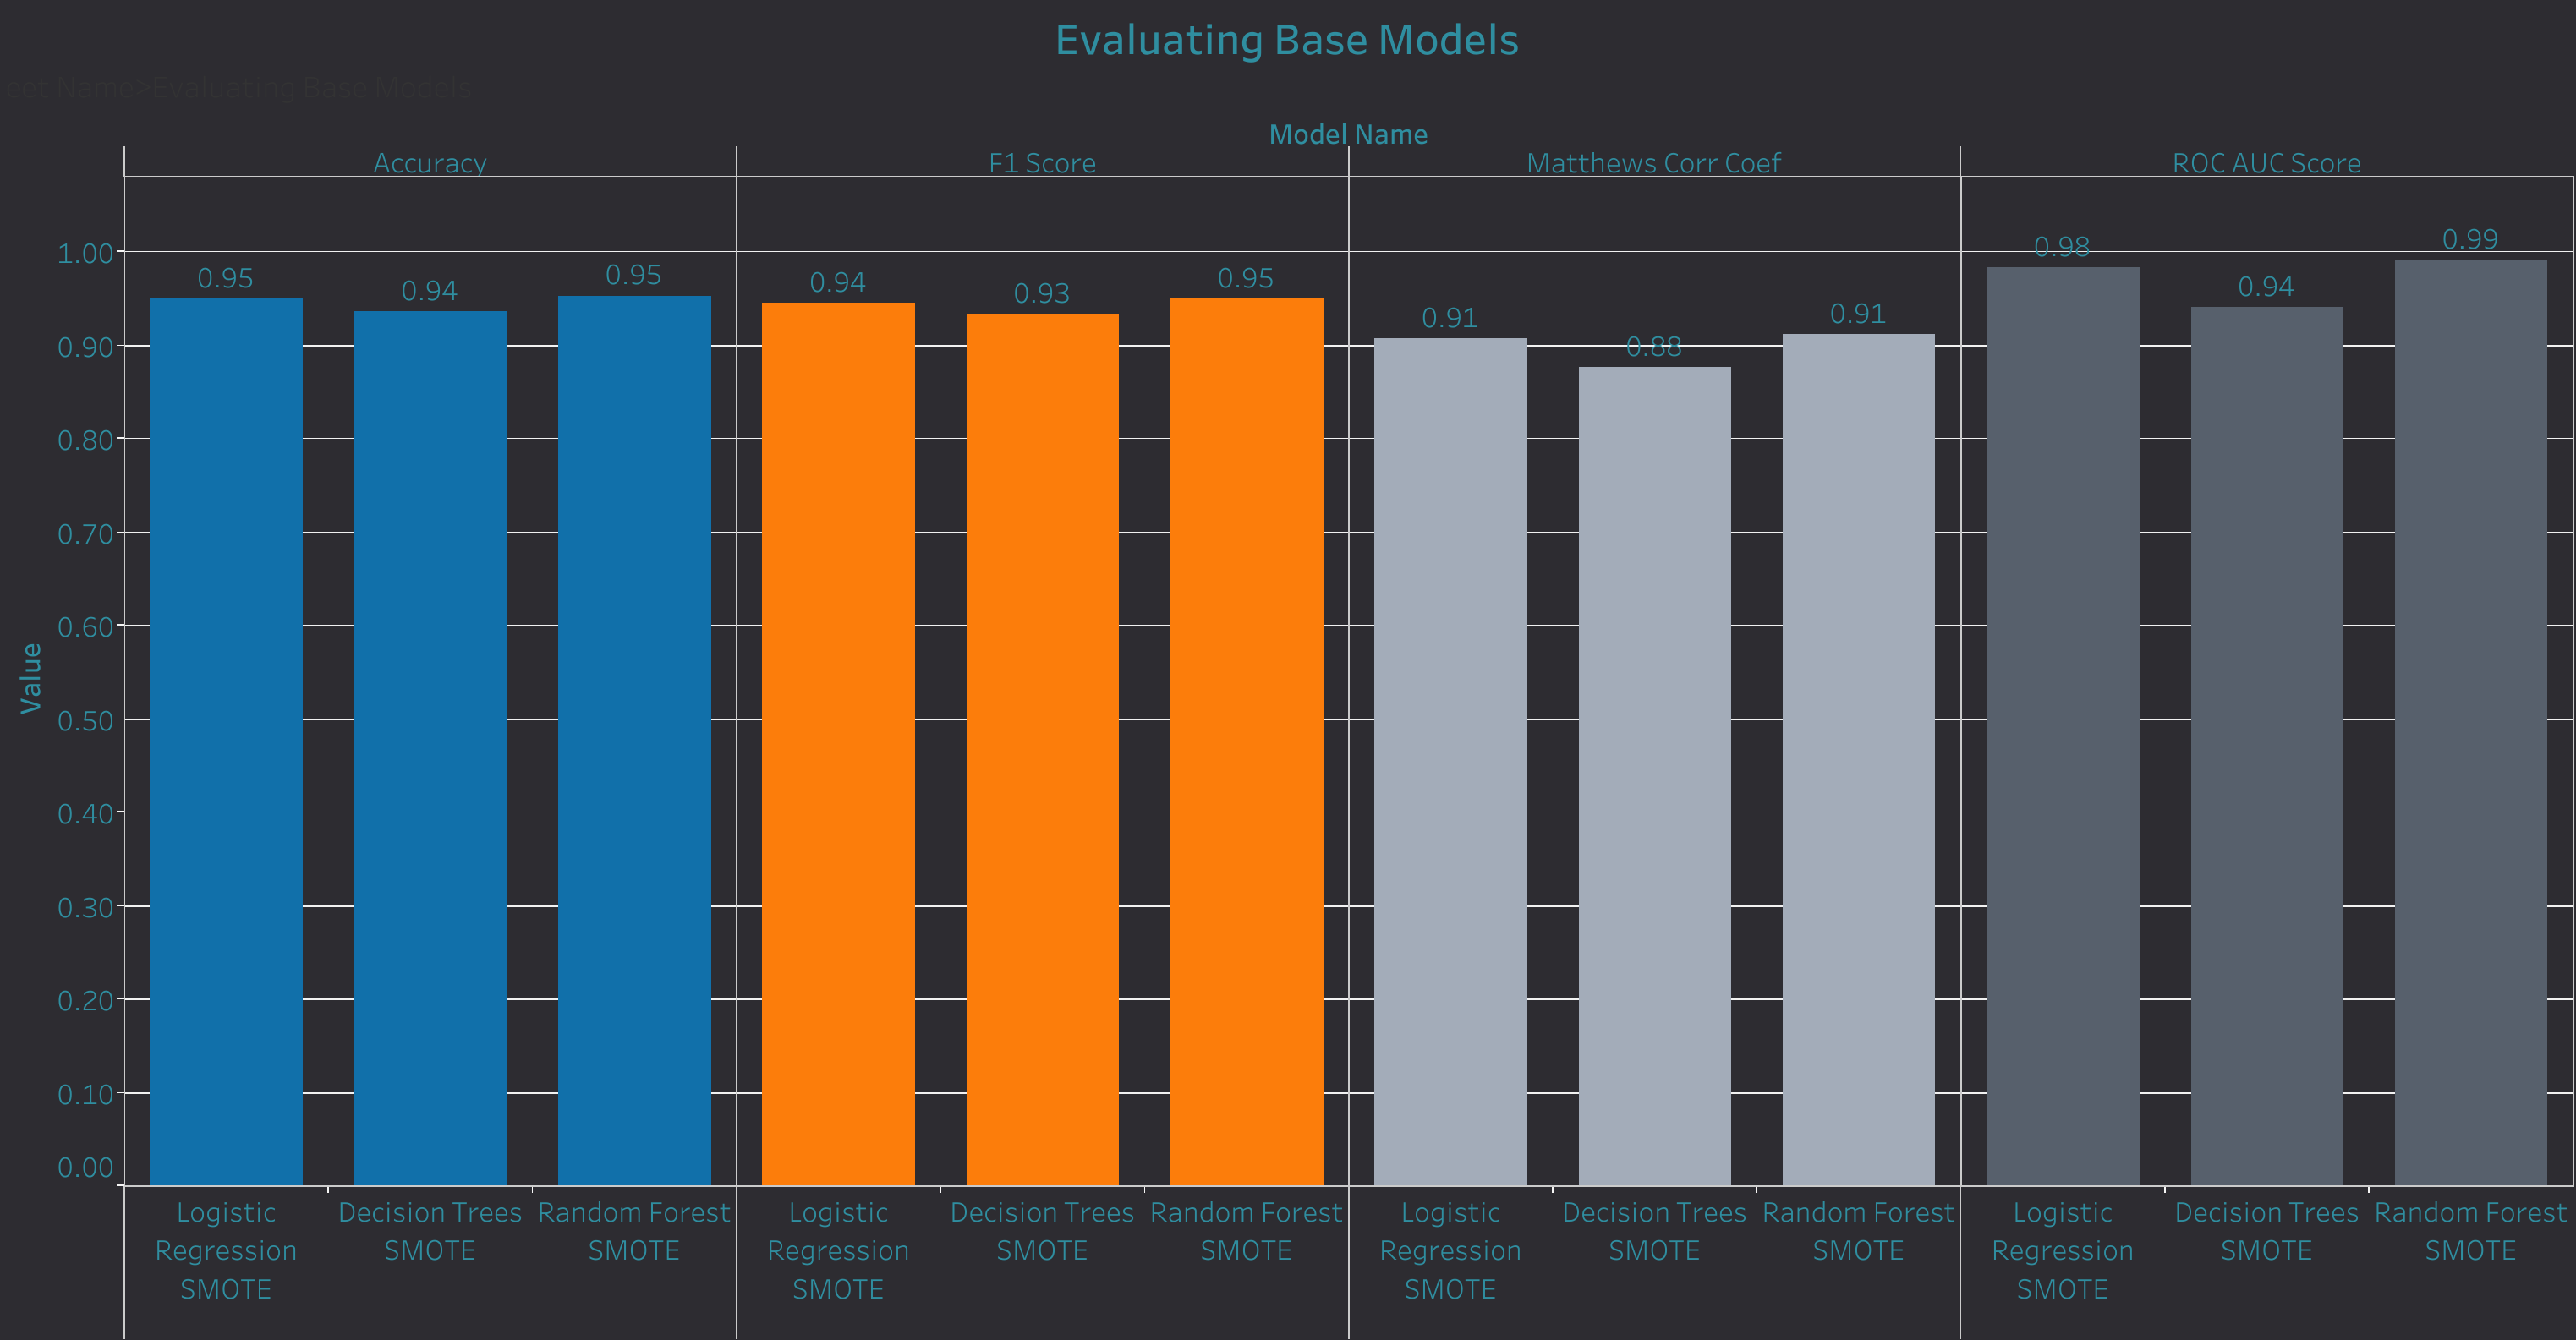 Evaluating Base Models
eet Name>Evaluating Base Models
Model Name
Accuracy
F1 Score
Matthews Corr Coef
ROC AUC Score
Value
1.00
0.90
0.80
0.70
0.60
0.50
0.40
0.30
0.20
0.10
0.00
0.95
0.94
0.95
0.94
0.93
0.95
0.91
0.88
0.91
0.98
0.94
0.99
Logistic
Regression
SMOTE
Decision Trees
SMOTE
Random Forest
SMOTE
Logistic
Regression
SMOTE
Decision Trees
SMOTE
Random Forest
SMOTE
Logistic
Regression
SMOTE
Decision Trees
SMOTE
Random Forest
SMOTE
Logistic
Regression
SMOTE
Decision Trees
SMOTE
Random Forest
SMOTE